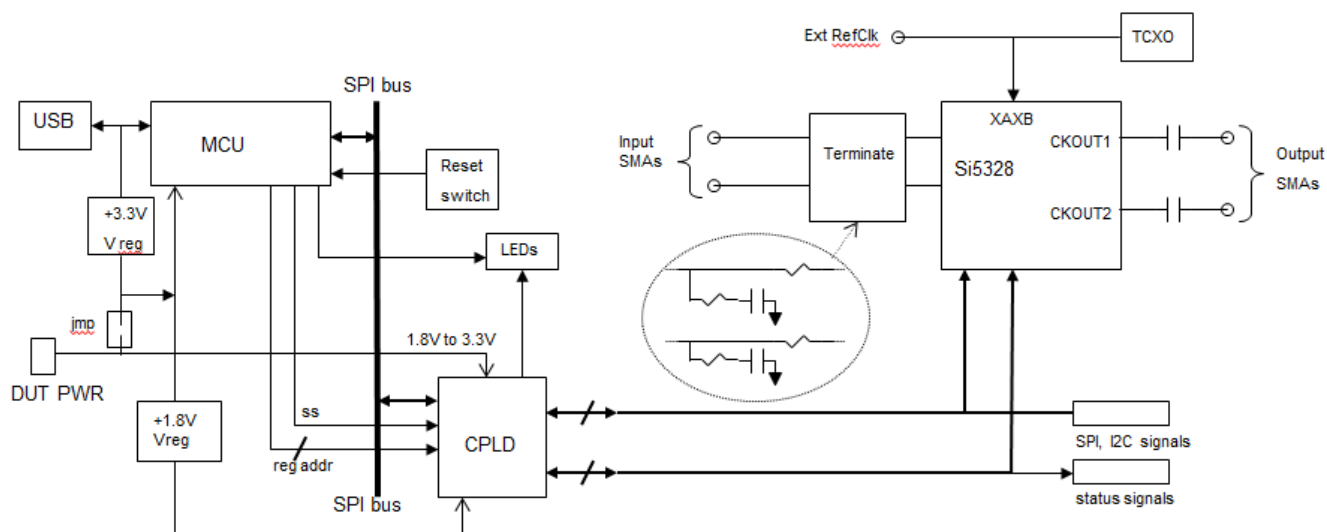 Ext RefClk
TCXO
SPI bus
USB
MCU
Input
SMAs
Terminate
XAXB
CKOUT1
Si5328
CKOUT2
Output
SMAs
Reset
switch
+3.3V
V reg
LEDs
jmp
1.8V to 3.3V
DUT PWR
+1.8V
Vreg
ss
CPLD
reg addr
SPI, I2C signals
SPI bus
status signals